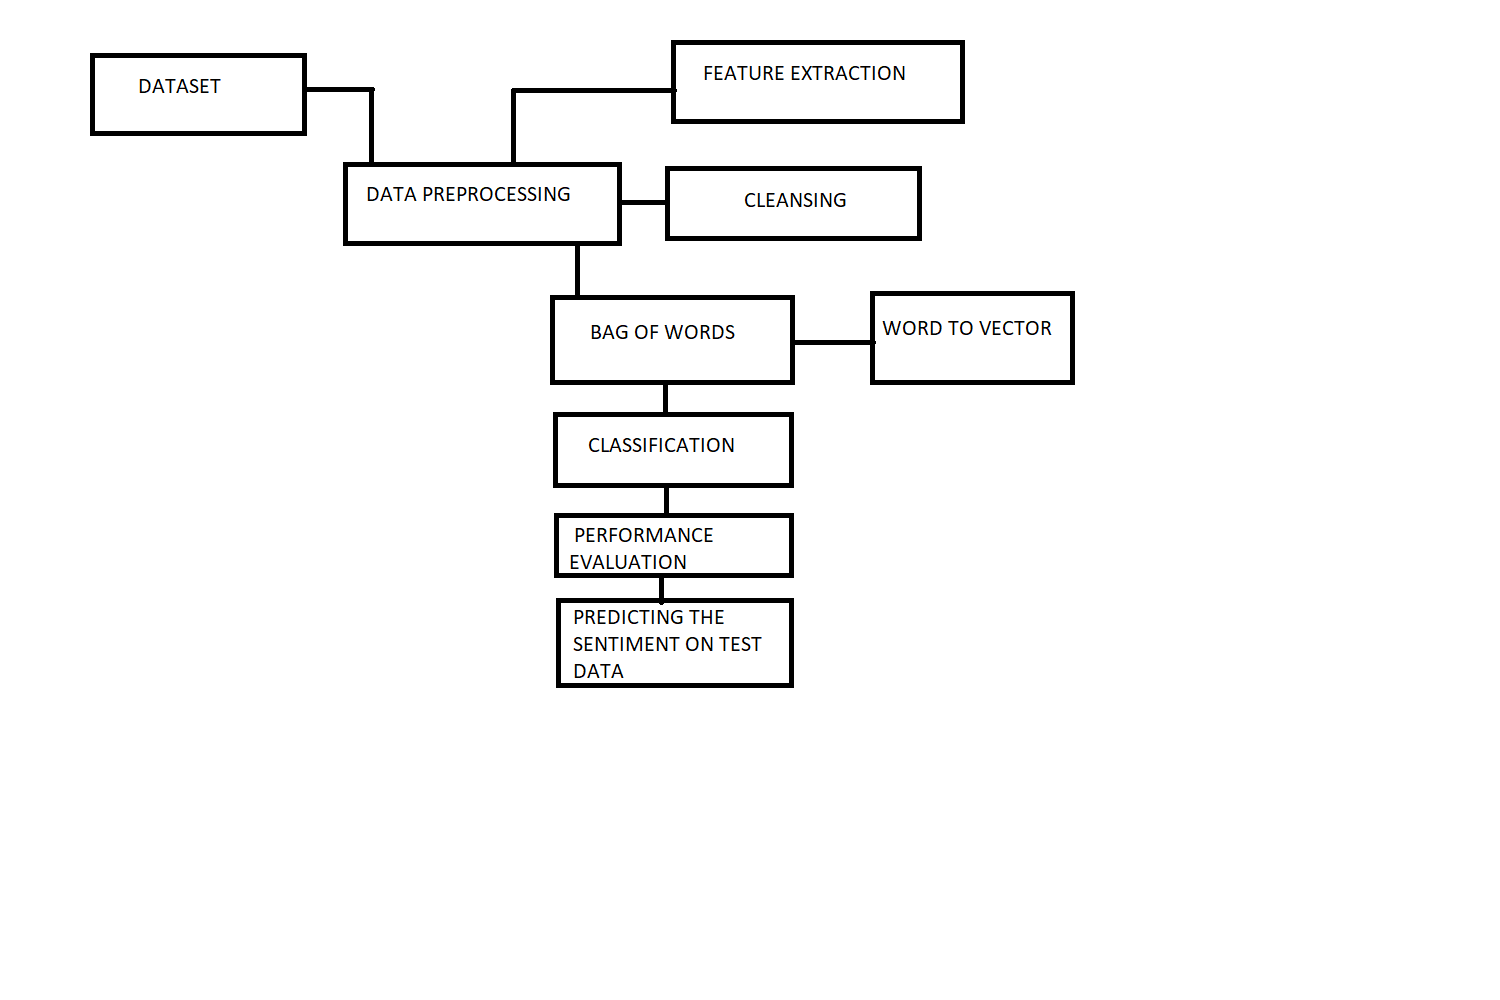 DATASET
FEATURE EXTRACTION
DATA PREPROCESSING
CLEANSING
BAG OF WORDS
WORD TO VECTOR
CLASSIFICATION
PERFORMANCE
EVALUATION
PREDICTING THE
SENTIMENT ON TEST
DATA